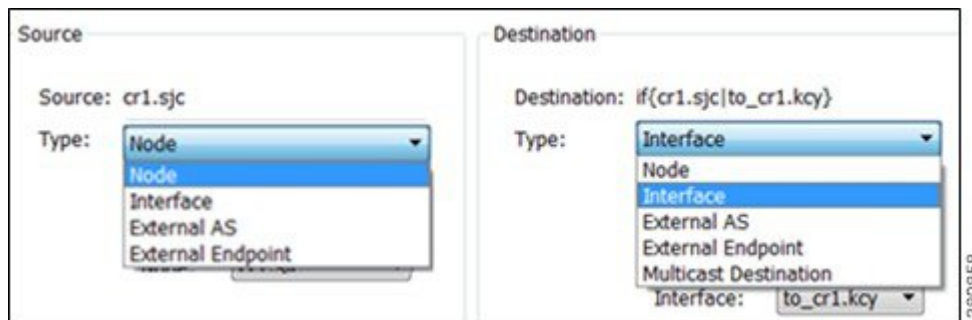 Source
Source: cr1.sjc
Type: Node
Node
Interface
External AS
External Endpoint
Destination
Destination: if{cr1.sjc|to_cr1.kcy}
Type: Interface
Node
Interface
External AS
External Endpoint
Multicast Destination
Interface: to_cr1.kcy